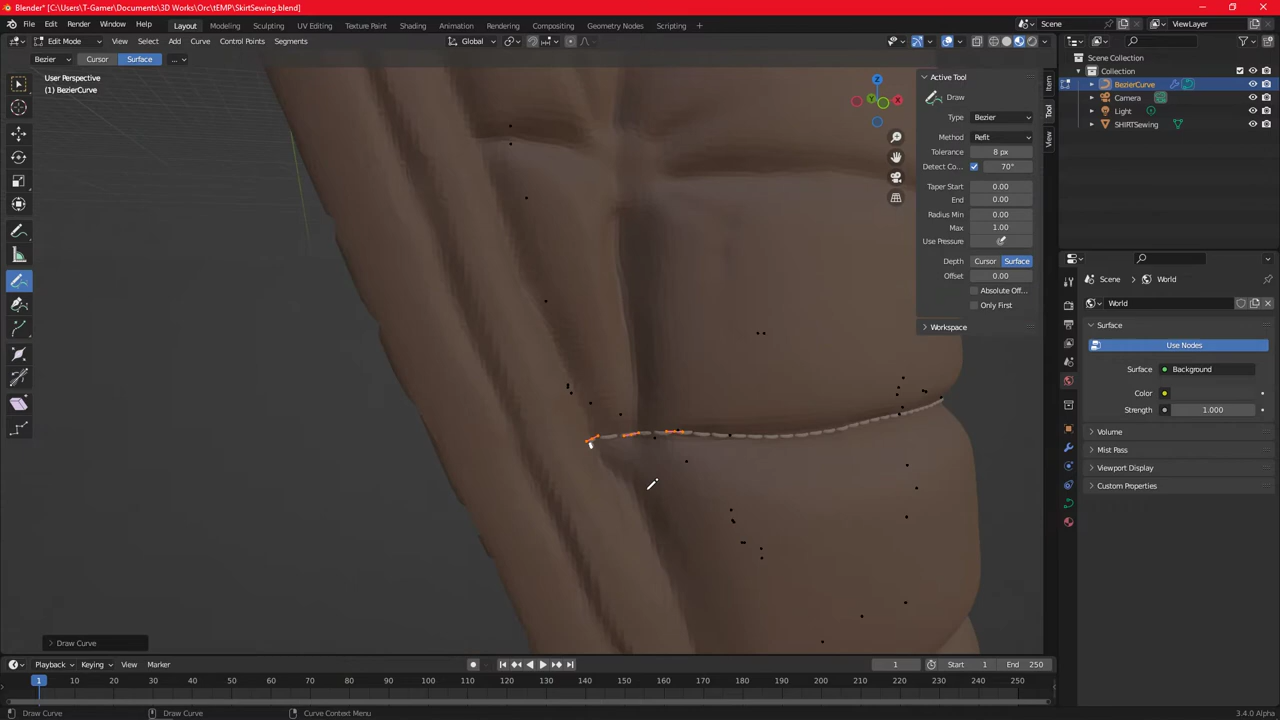 Blender* [C:\Users\T-Gamer\Documents\3D Works\Orc\tEMP\SkirtSewing.blend]
File Edit Render Window Help Layout Modeling Sculpting UV Editing Texture Paint Shading Animation Rendering Compositing Geometry Nodes Scripting + Scene ViewLayer
Edit Mode View Select Add Curve Control Points Segments Global
Bezier Cursor Surface ...
User Perspective
(1) BezierCurve
Z
X
Y
Item
Tool
View
Active Tool
Draw
Type Bezier
Method Refit
Tolerance 8 px
Detect Co... 70°
Taper Start 0.00
End 0.00
Radius Min 0.00
Max 1.00
Use Pressure
Depth Cursor Surface
Offset 0.00
Absolute Off...
Only First
Workspace
Scene Collection
Collection
BezierCurve
Camera
Light
SHIRTSewing
Scene World
World
Surface
Use Nodes
Surface Background
Color
Strength 1.000
Volume
Mist Pass
Viewport Display
Custom Properties
Draw Curve
Playback Keying View Marker 1 Start 1 End 250
1 10 20 30 40 50 60 70 80 90 100 110 120 130 140 150 160 170 180 190 200 210 220 230 240 250
Draw Curve Draw Curve Curve Context Menu 3.4.0 Alpha